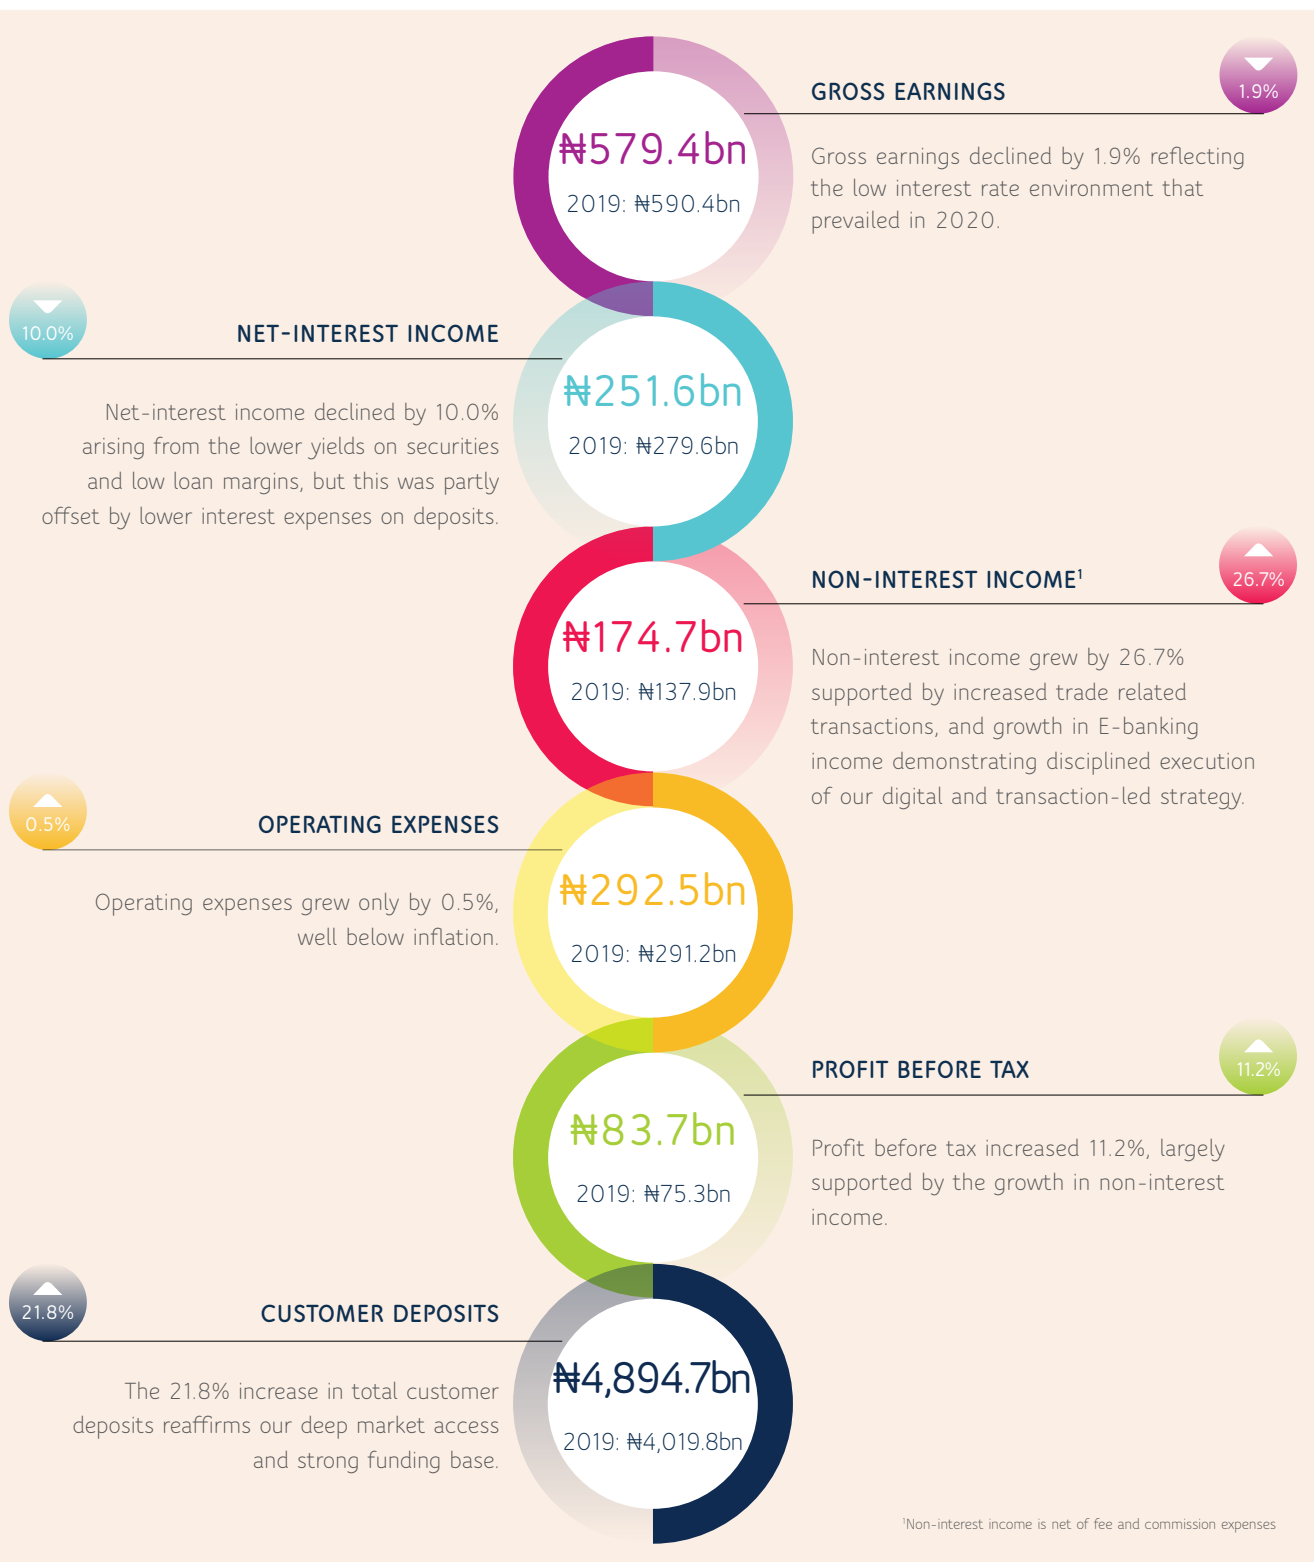 ₦579.4bn
2019: ₦590.4bn
GROSS EARNINGS
1.9%
Gross earnings declined by 1.9% reflecting
the low interest rate environment that
prevailed in 2020.
10.0%
NET-INTEREST INCOME
Net-interest income declined by 10.0%
arising from the lower yields on securities
and low loan margins, but this was partly
offset by lower interest expenses on deposits.
₦251.6bn
2019: ₦279.6bn
₦174.7bn
2019: ₦137.9bn
NON-INTEREST INCOME¹
26.7%
Non-interest income grew by 26.7%
supported by increased trade related
transactions, and growth in E-banking
income demonstrating disciplined execution
of our digital and transaction-led strategy.
0.5%
OPERATING EXPENSES
Operating expenses grew only by 0.5%,
well below inflation.
₦292.5bn
2019: ₦291.2bn
₦83.7bn
2019: ₦75.3bn
PROFIT BEFORE TAX
11.2%
Profit before tax increased 11.2%, largely
supported by the growth in non-interest
income.
21.8%
CUSTOMER DEPOSITS
The 21.8% increase in total customer
deposits reaffirms our deep market access
and strong funding base.
₦4,894.7bn
2019: ₦4,019.8bn
¹Non-interest income is net of fee and commission expenses